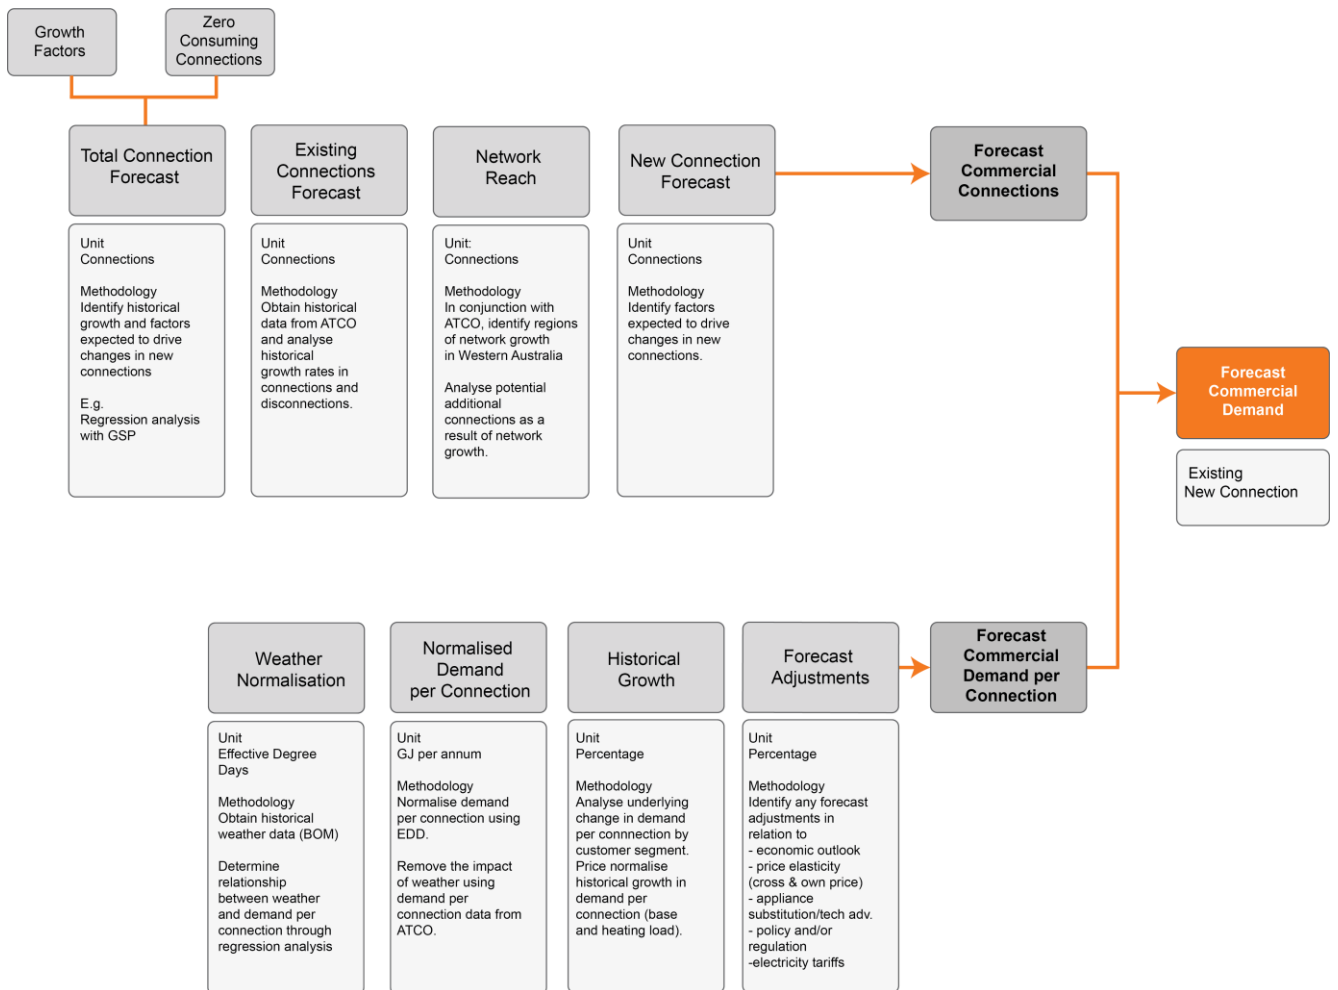 Growth
Factors
Zero
Consuming
Connections
Total Connection
Forecast
Existing
Connections
Forecast
Network
Reach
New Connection
Forecast
Forecast
Commercial
Connections
Unit
Connections
Methodology
Identify historical
growth and factors
expected to drive
changes in new
connections
E.g.
Regression analysis
with GSP
Unit
Connections
Methodology
Obtain historical
data from ATCO
and analyse
historical
growth rates in
connections and
disconnections.
Unit:
Connections
Methodology
In conjunction with
ATCO, identify regions
of network growth
in Western Australia
Analyse potential
additional
connections as a
result of network
growth.
Unit
Connections
Methodology
Identify factors
expected to drive
changes in new
connections.
Forecast
Commercial
Demand
Existing
New Connection
Weather
Normalisation
Normalised
Demand
per Connection
Historical
Growth
Forecast
Adjustments
Forecast
Commercial
Demand per
Connection
Unit
Effective Degree
Days
Methodology
Obtain historical
weather data (BOM)
Determine
relationship
between weather
and demand per
connection through
regression analysis
Unit
GJ per annum
Methodology
Normalise demand
per connection using
EDD.
Remove the impact
of weather using
demand per
connection data from
ATCO.
Unit
Percentage
Methodology
Analyse underlying
change in demand
per connnection by
customer segment.
Price normalise
historical growth in
demand per
connection (base
and heating load).
Unit
Percentage
Methodology
Identify any forecast
adjustments in
relation to
- economic outlook
- price elasticity
(cross & own price)
- appliance
substitution/tech adv.
- policy and/or
regulation
-electricity tariffs